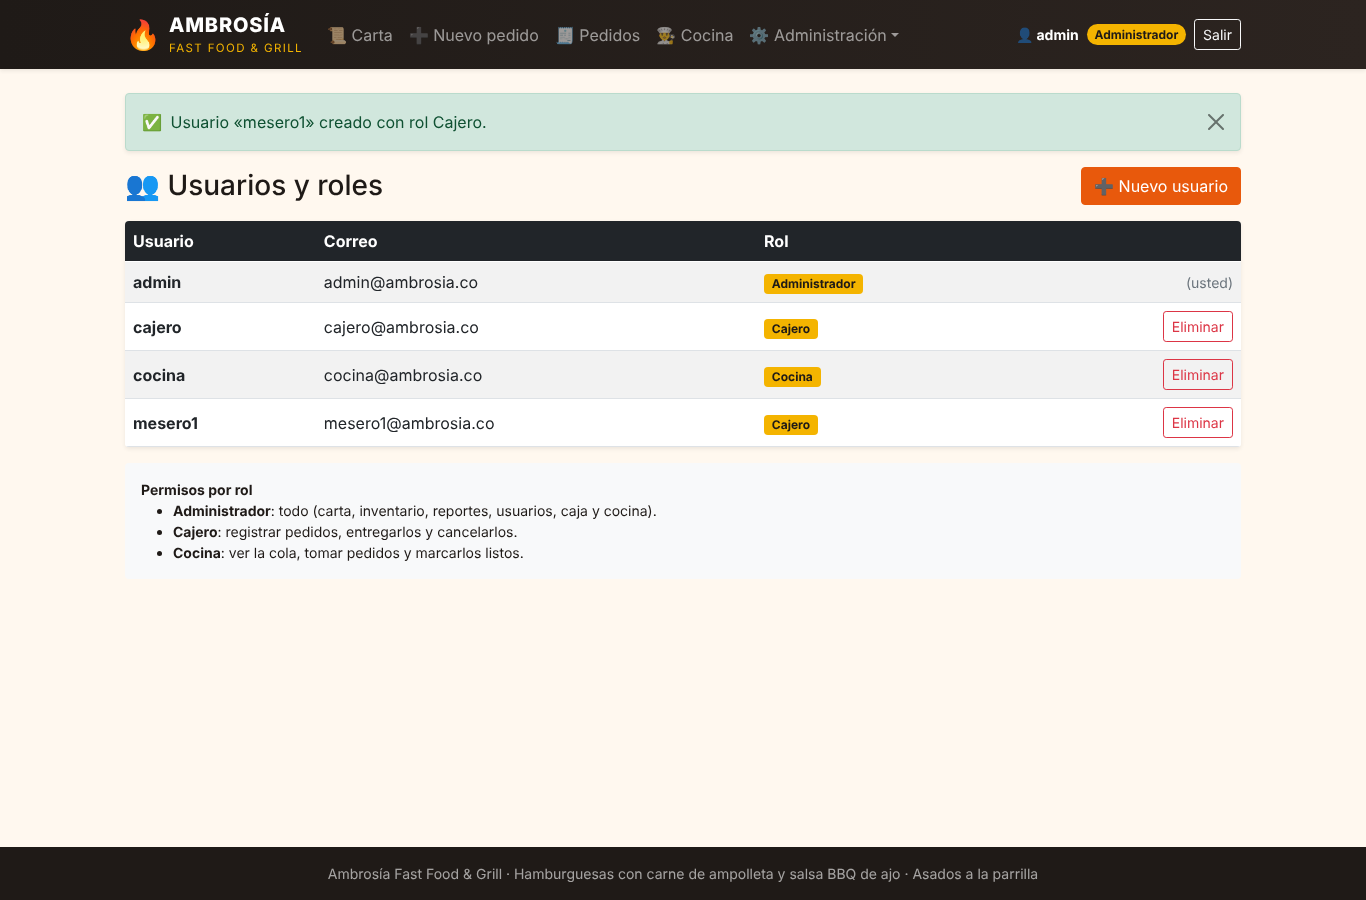 AMBROSÍA
FAST FOOD & GRILL
Carta
Nuevo pedido
Pedidos
Cocina
Administración
admin
Administrador
Salir
Usuario «mesero1» creado con rol Cajero.
Usuarios y roles
Nuevo usuario
Usuario Correo Rol
admin admin@ambrosia.co Administrador (usted)
cajero cajero@ambrosia.co Cajero Eliminar
cocina cocina@ambrosia.co Cocina Eliminar
mesero1 mesero1@ambrosia.co Cajero Eliminar
Permisos por rol
Administrador: todo (carta, inventario, reportes, usuarios, caja y cocina).
Cajero: registrar pedidos, entregarlos y cancelarlos.
Cocina: ver la cola, tomar pedidos y marcarlos listos.
Ambrosía Fast Food & Grill · Hamburguesas con carne de ampolleta y salsa BBQ de ajo · Asados a la parrilla